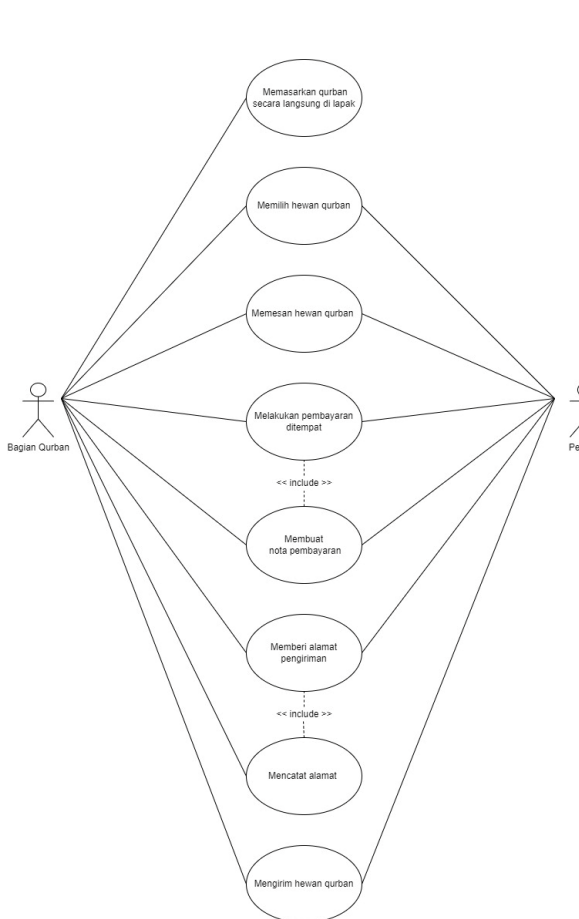 Memasarkan qurban
secara langsung di lapak
Memilih hewan qurban
Memesan hewan qurban
Melakukan pembayaran
ditempat
Bagian Qurban
<< include >>
Membuat
nota pembayaran
Memberi alamat
pengiriman
<< include >>
Mencatat alamat
Mengirim hewan qurban